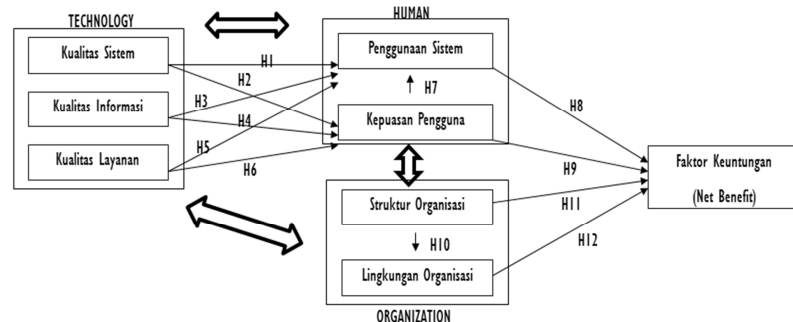 TECHNOLOGY
Kualitas Sistem
Kualitas Informasi
Kualitas Layanan
HUMAN
Penggunaan Sistem
H7
Kepuasan Pengguna
H1
H2
H3
H4
H5
H6
H8
H9
H11
H12
Struktur Organisasi
H10
Lingkungan Organisasi
ORGANIZATION
Faktor Keuntungan
(Net Benefit)